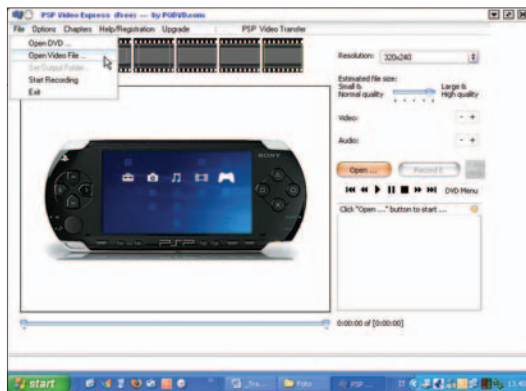 PSP Video Express (free) --- by PQDVD.com
File Options Chapters Help/Registration Upgrade PSP Video Transfer
Open DVD ...
Open Video File ...
Set Output Folder...
Start Recording
Exit
Resolution: 320x240
Estimated file size:
Small & Normal quality
Large & High quality
Video: - +
Audio: - +
Open ...
Record it
DVD Menu
Click "Open ..." button to start ...
SONY
PSP
0:00:00 of [0:00:00]
start
Foto
PSP ...
IT